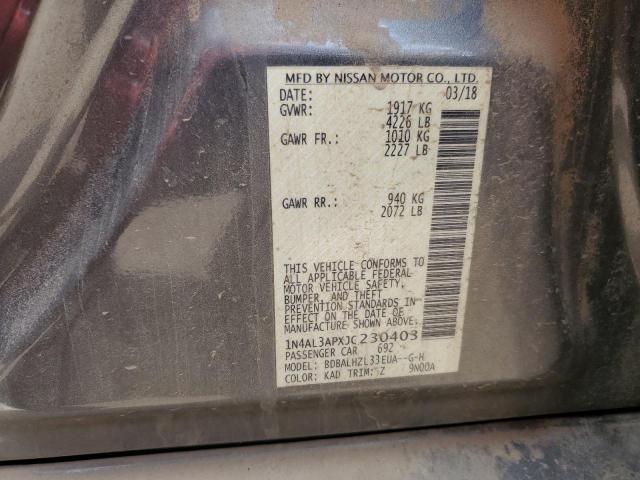 MFD BY NISSAN MOTOR CO., LTD.
DATE: 03/18
GVWR: 1917 KG
4226 LB
GAWR FR.: 1010 KG
2227 LB
GAWR RR.: 940 KG
2072 LB
THIS VEHICLE CONFORMS TO
ALL APPLICABLE FEDERAL
MOTOR VEHICLE SAFETY,
BUMPER, AND THEFT
PREVENTION STANDARDS IN
EFFECT ON THE DATE OF
MANUFACTURE SHOWN ABOVE.
1N4AL3APXJC230403
PASSENGER CAR 692
MODEL: BDBALHZL33EUA--G-H
COLOR: KAD TRIM: Z 9N00A